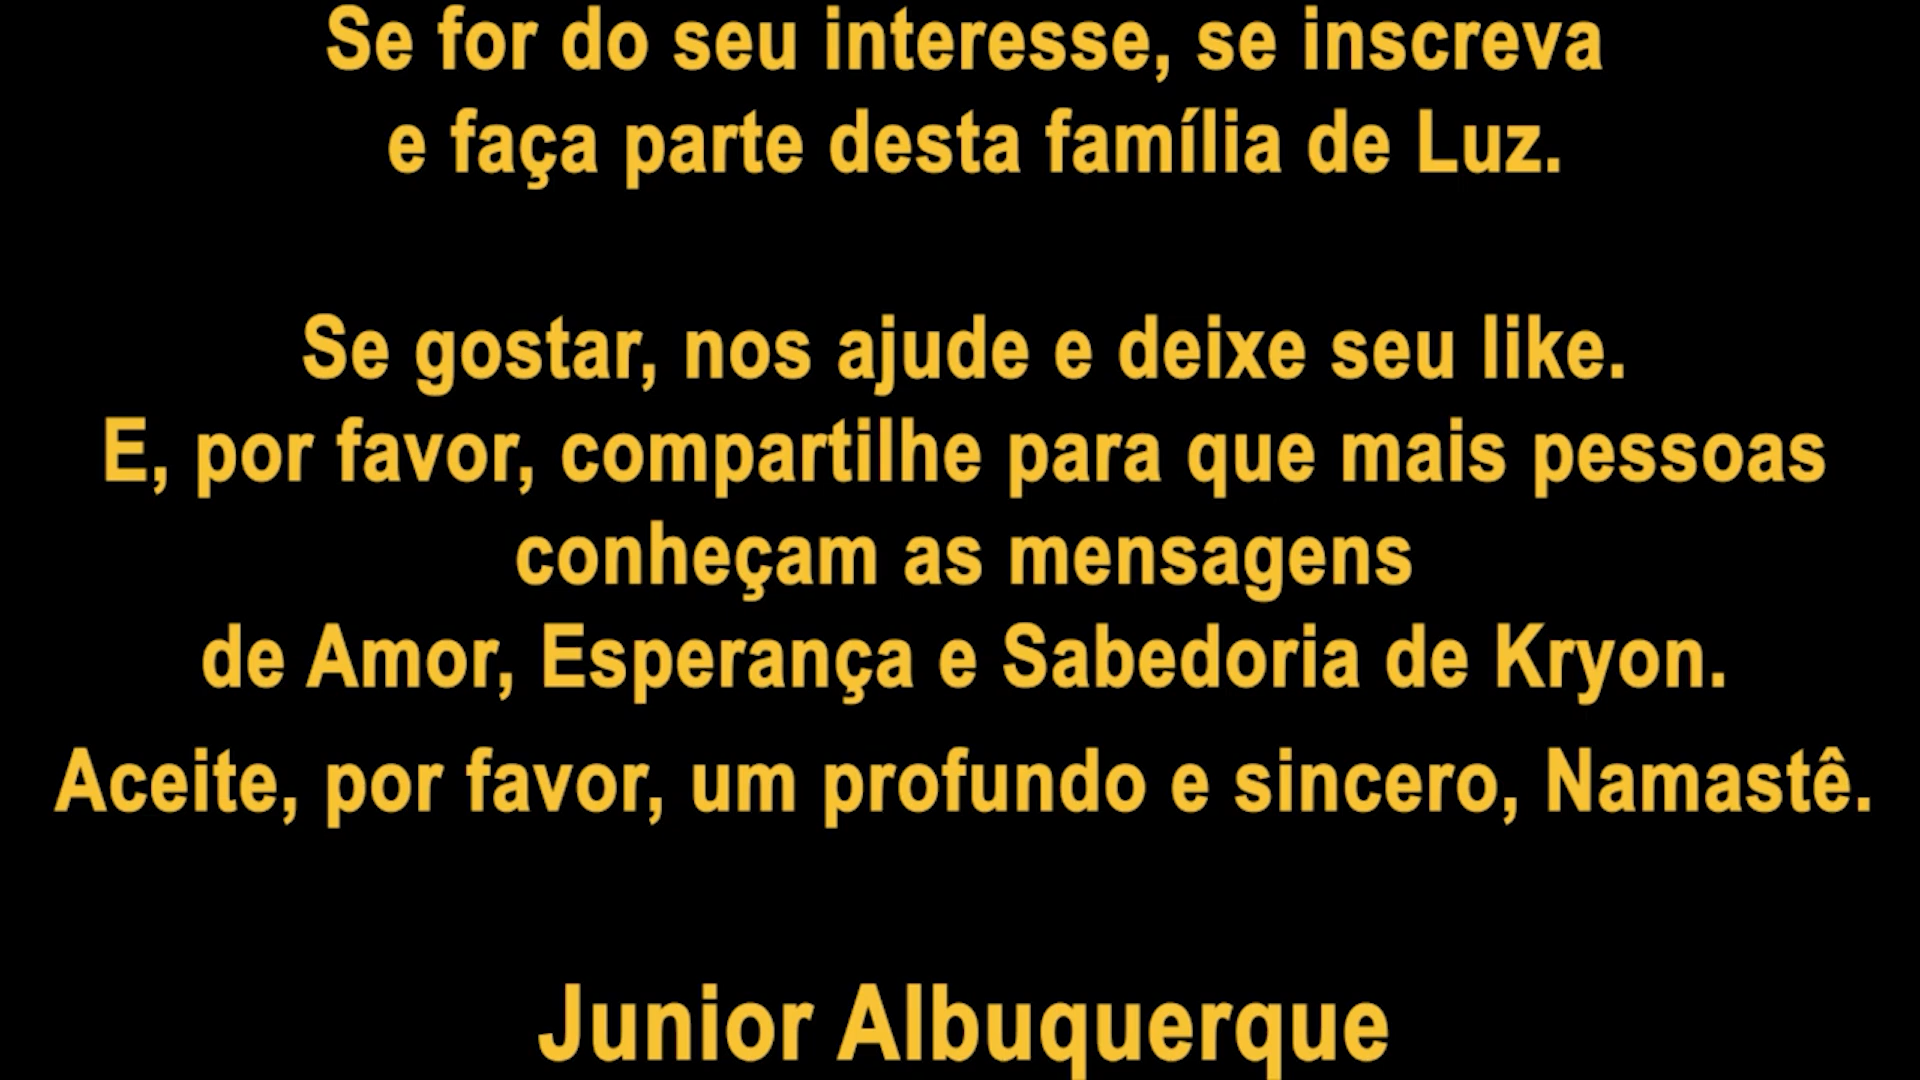 Se for do seu interesse, se inscreva
e faça parte desta família de Luz.
Se gostar, nos ajude e deixe seu like.
E, por favor, compartilhe para que mais pessoas
conheçam as mensagens
de Amor, Esperança e Sabedoria de Kryon.
Aceite, por favor, um profundo e sincero, Namastê.
Junior Albuquerque